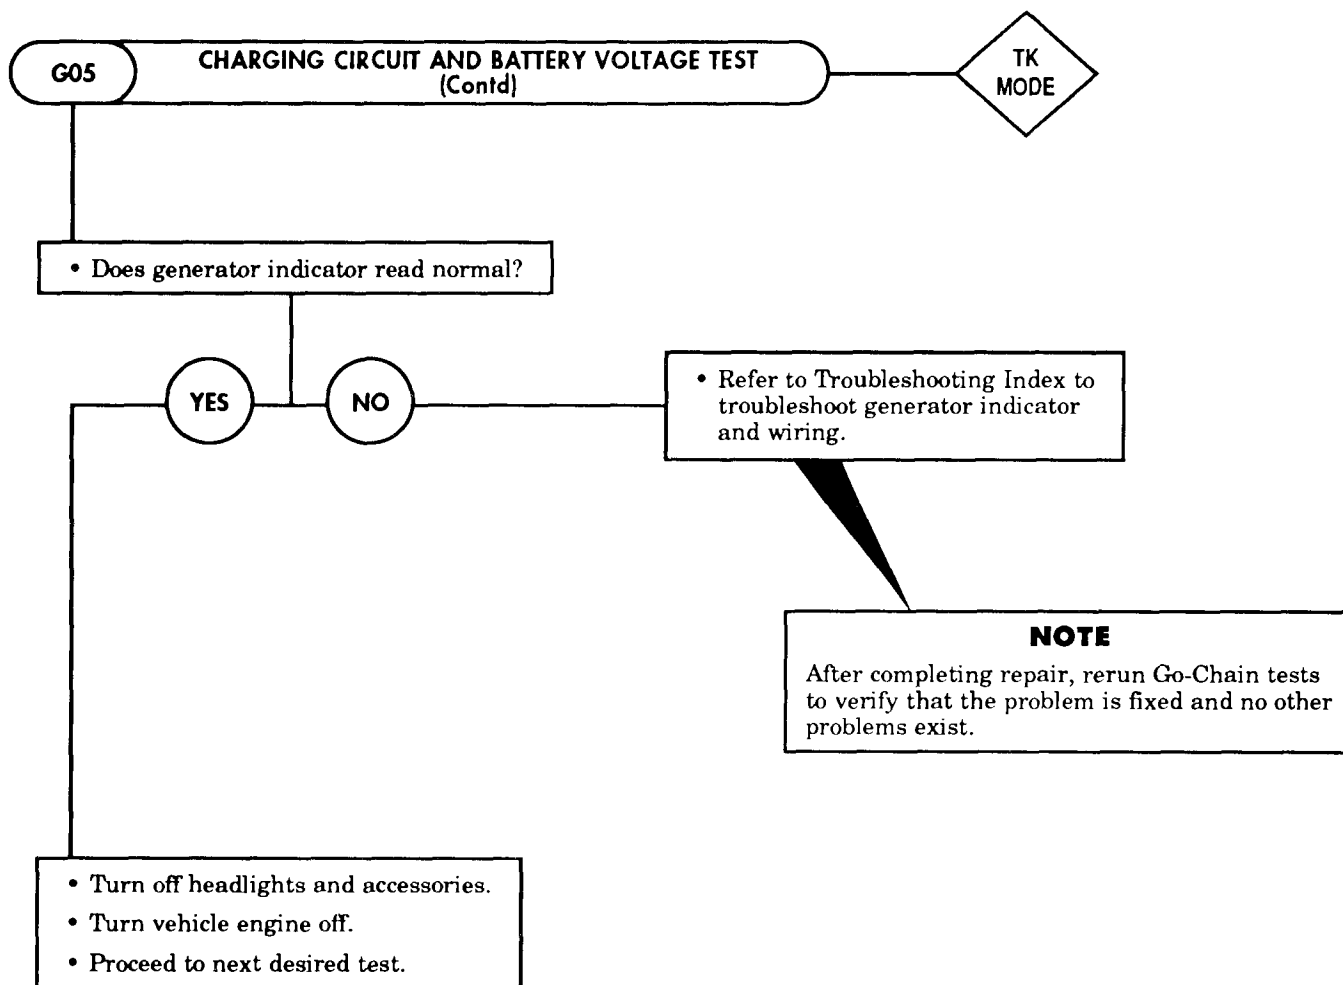 G05
CHARGING CIRCUIT AND BATTERY VOLTAGE TEST
(Contd)
TK
MODE
• Does generator indicator read normal?
YES
NO
• Refer to Troubleshooting Index to
troubleshoot generator indicator
and wiring.
NOTE
After completing repair, rerun Go-Chain tests
to verify that the problem is fixed and no other
problems exist.
• Turn off headlights and accessories.
• Turn vehicle engine off.
• Proceed to next desired test.